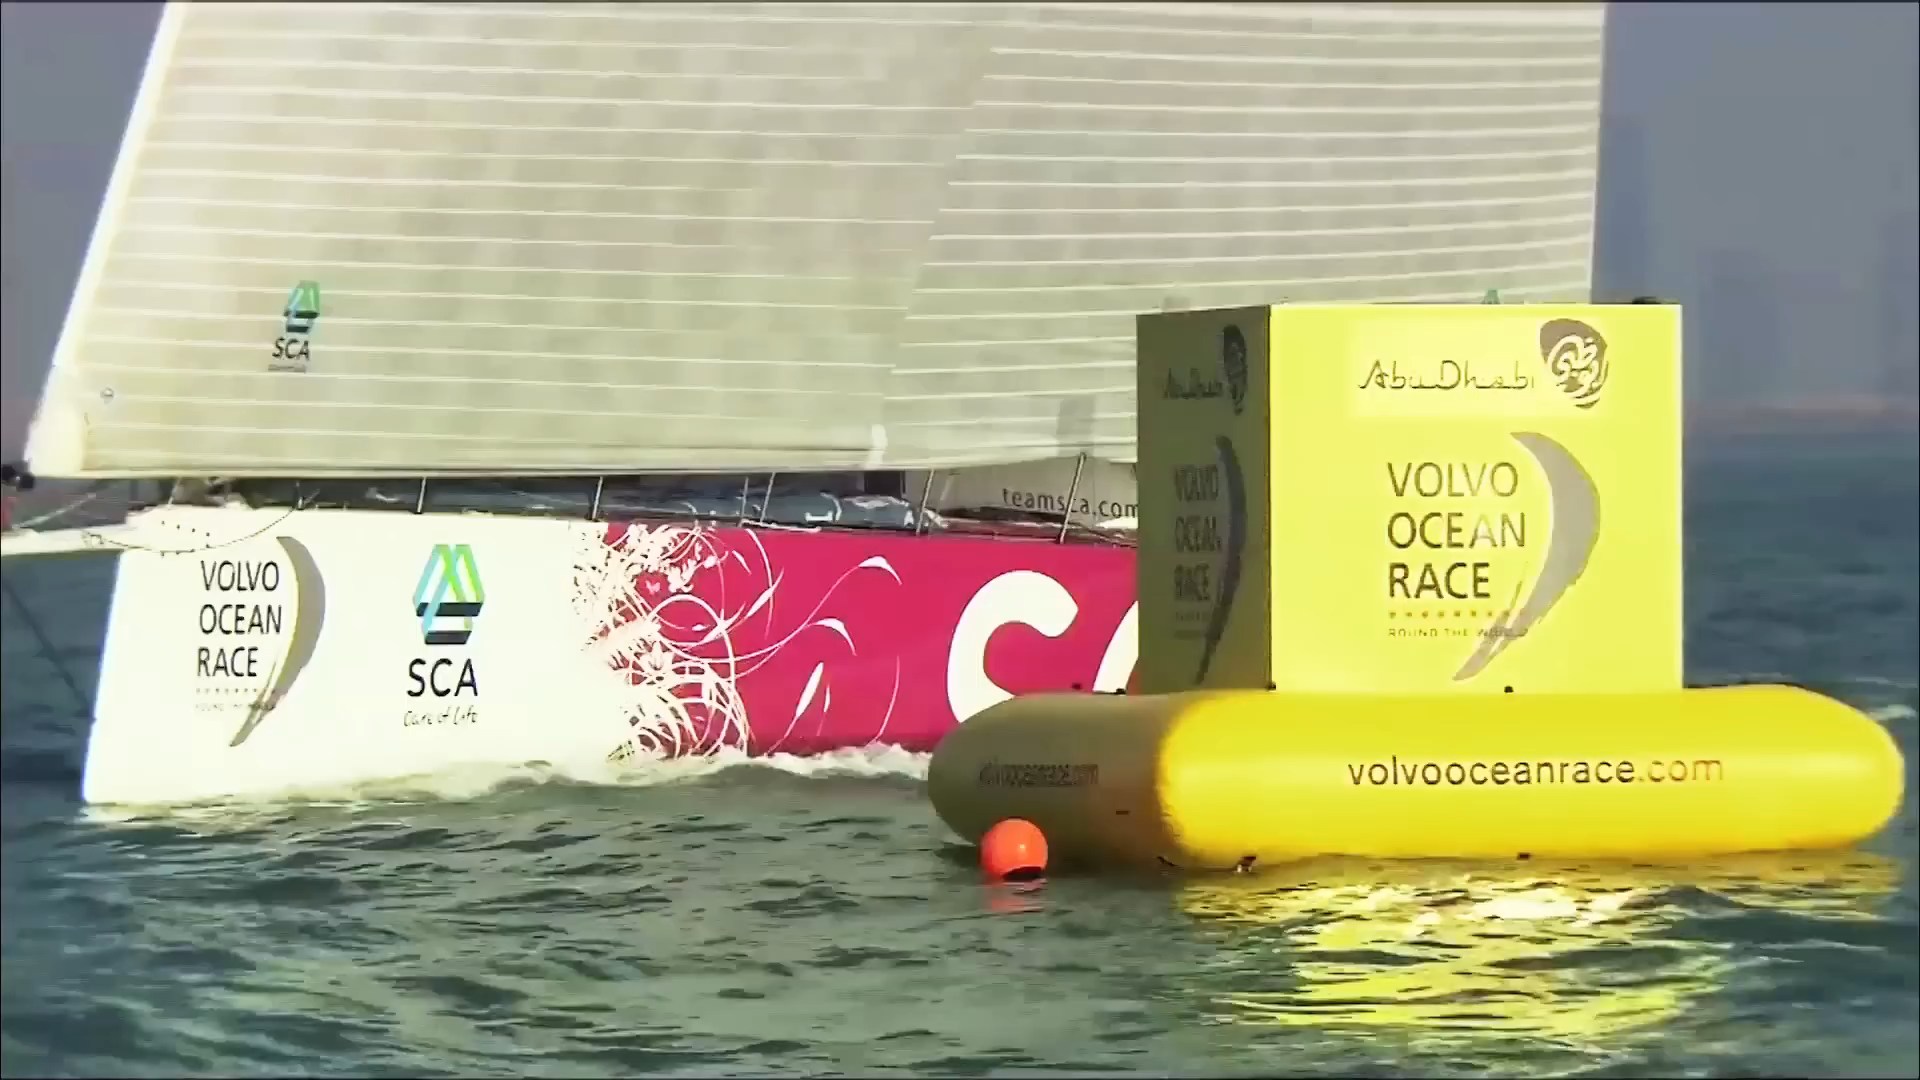 SCA
teamsca.com
VOLVO
OCEAN
RACE
SCA
Care of Life
SC
AbuDhabi
VOLVO
OCEAN
RACE
AbuDhabi
VOLVO
OCEAN
RACE
ROUND THE WORLD
volvooceanrace.com
volvooceanrace.com